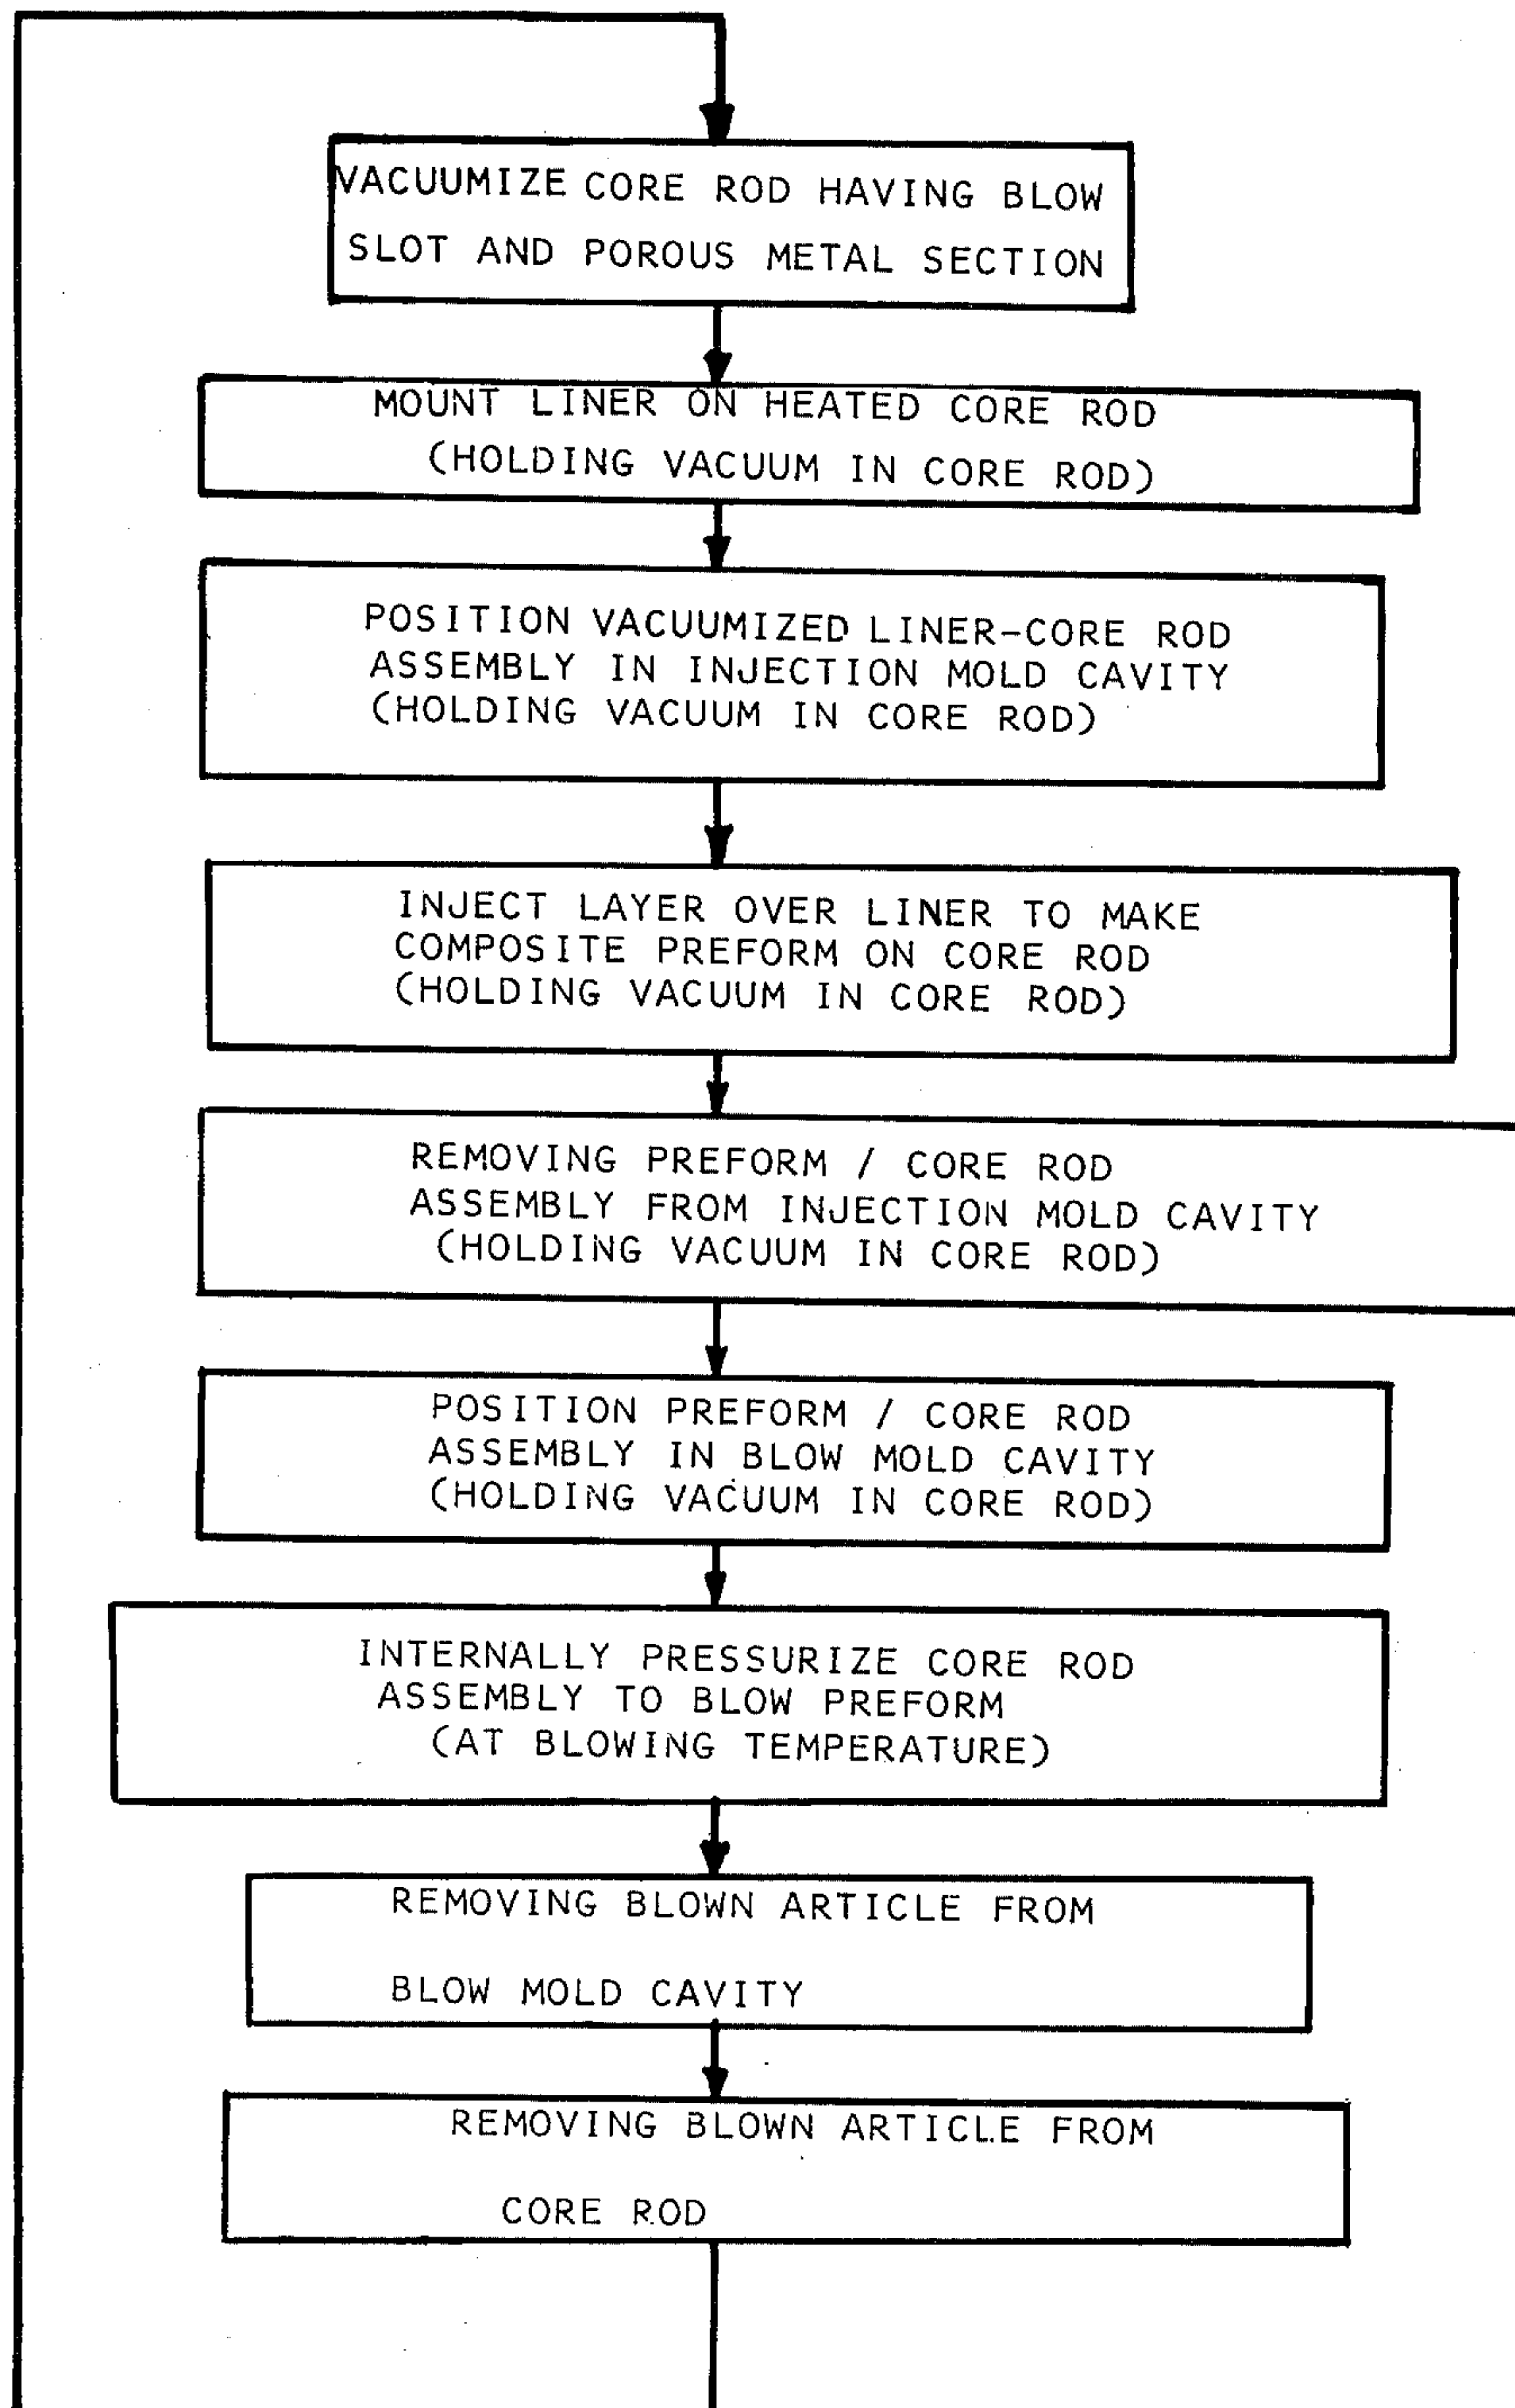 VACUUMIZE CORE ROD HAVING BLOW
SLOT AND POROUS METAL SECTION
MOUNT LINER ON HEATED CORE ROD
(HOLDING VACUUM IN CORE ROD)
POSITION VACUUMIZED LINER-CORE ROD
ASSEMBLY IN INJECTION MOLD CAVITY
(HOLDING VACUUM IN CORE ROD)
INJECT LAYER OVER LINER TO MAKE
COMPOSITE PREFORM ON CORE ROD
(HOLDING VACUUM IN CORE ROD)
REMOVING PREFORM / CORE ROD
ASSEMBLY FROM INJECTION MOLD CAVITY
(HOLDING VACUUM IN CORE ROD)
POSITION PREFORM / CORE ROD
ASSEMBLY IN BLOW MOLD CAVITY
(HOLDING VACUUM IN CORE ROD)
INTERNALLY PRESSURIZE CORE ROD
ASSEMBLY TO BLOW PREFORM
(AT BLOWING TEMPERATURE)
REMOVING BLOWN ARTICLE FROM
BLOW MOLD CAVITY
REMOVING BLOWN ARTICLE FROM
CORE ROD